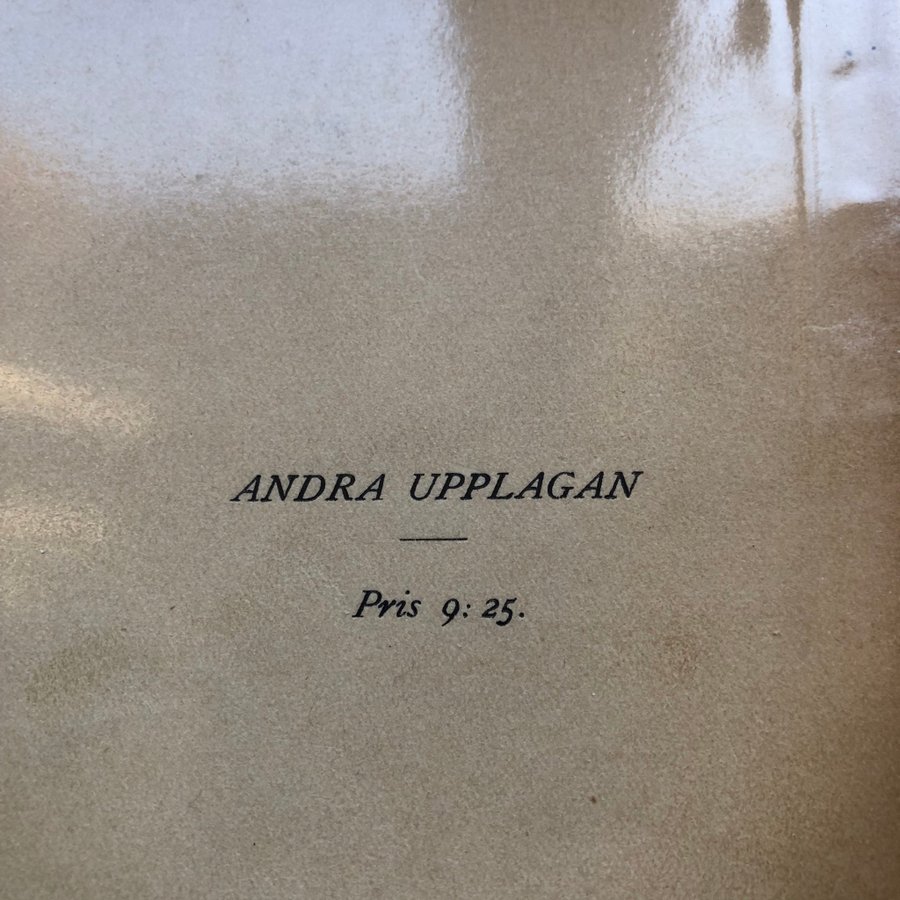 ANDRA UPPLAGAN
Pris 9: 25.